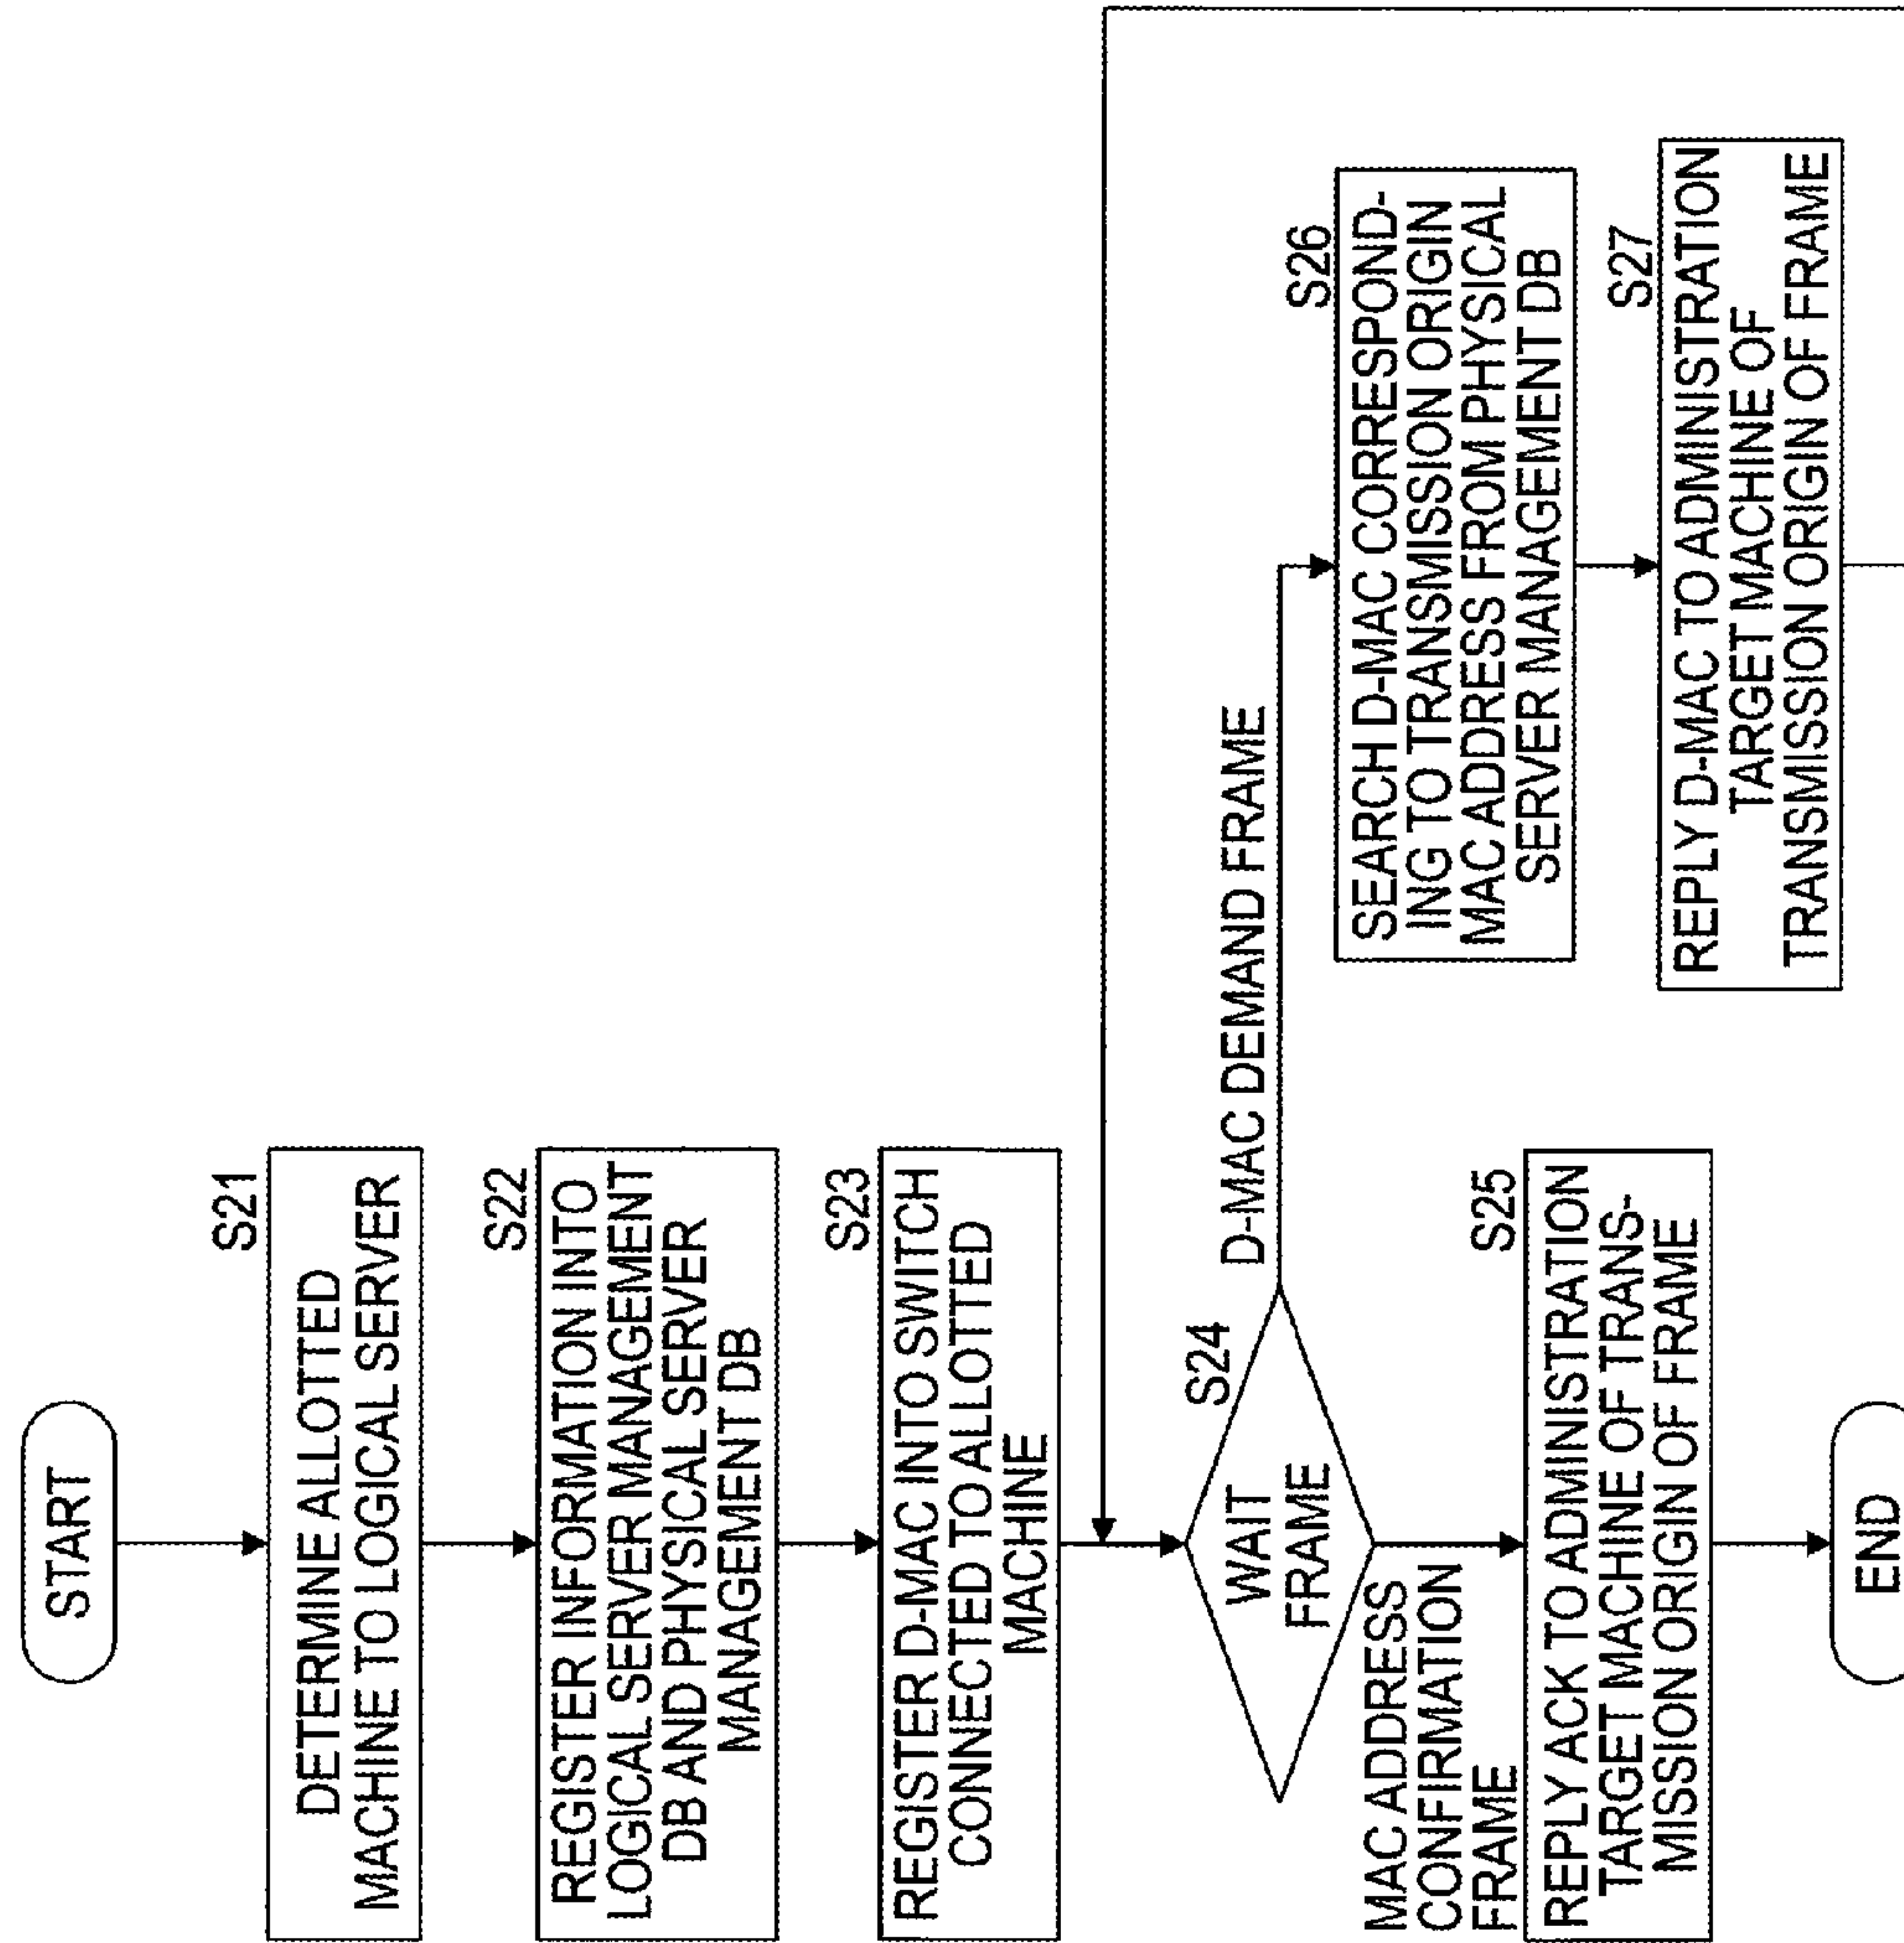 START
S21
DETERMINE ALLOTTED
MACHINE TO LOGICAL SERVER
S22
REGISTER INFORMATION INTO
LOGICAL SERVER MANAGEMENT
DB AND PHYSICAL SERVER
MANAGEMENT DB
S23
REGISTER D-MAC INTO SWITCH
CONNECTED TO ALLOTTED
MACHINE
S24
WAIT
FRAME
D-MAC DEMAND FRAME
MAC ADDRESS
CONFIRMATION
FRAME
S25
REPLY ACK TO ADMINISTRATION
TARGET MACHINE OF TRANS-
MISSION ORIGIN OF FRAME
END
S26
SEARCH D-MAC CORRESPOND-
ING TO TRANSMISSION ORIGIN
MAC ADDRESS FROM PHYSICAL
SERVER MANAGEMENT DB
S27
REPLY D-MAC TO ADMINISTRATION
TARGET MACHINE OF
TRANSMISSION ORIGIN OF FRAME